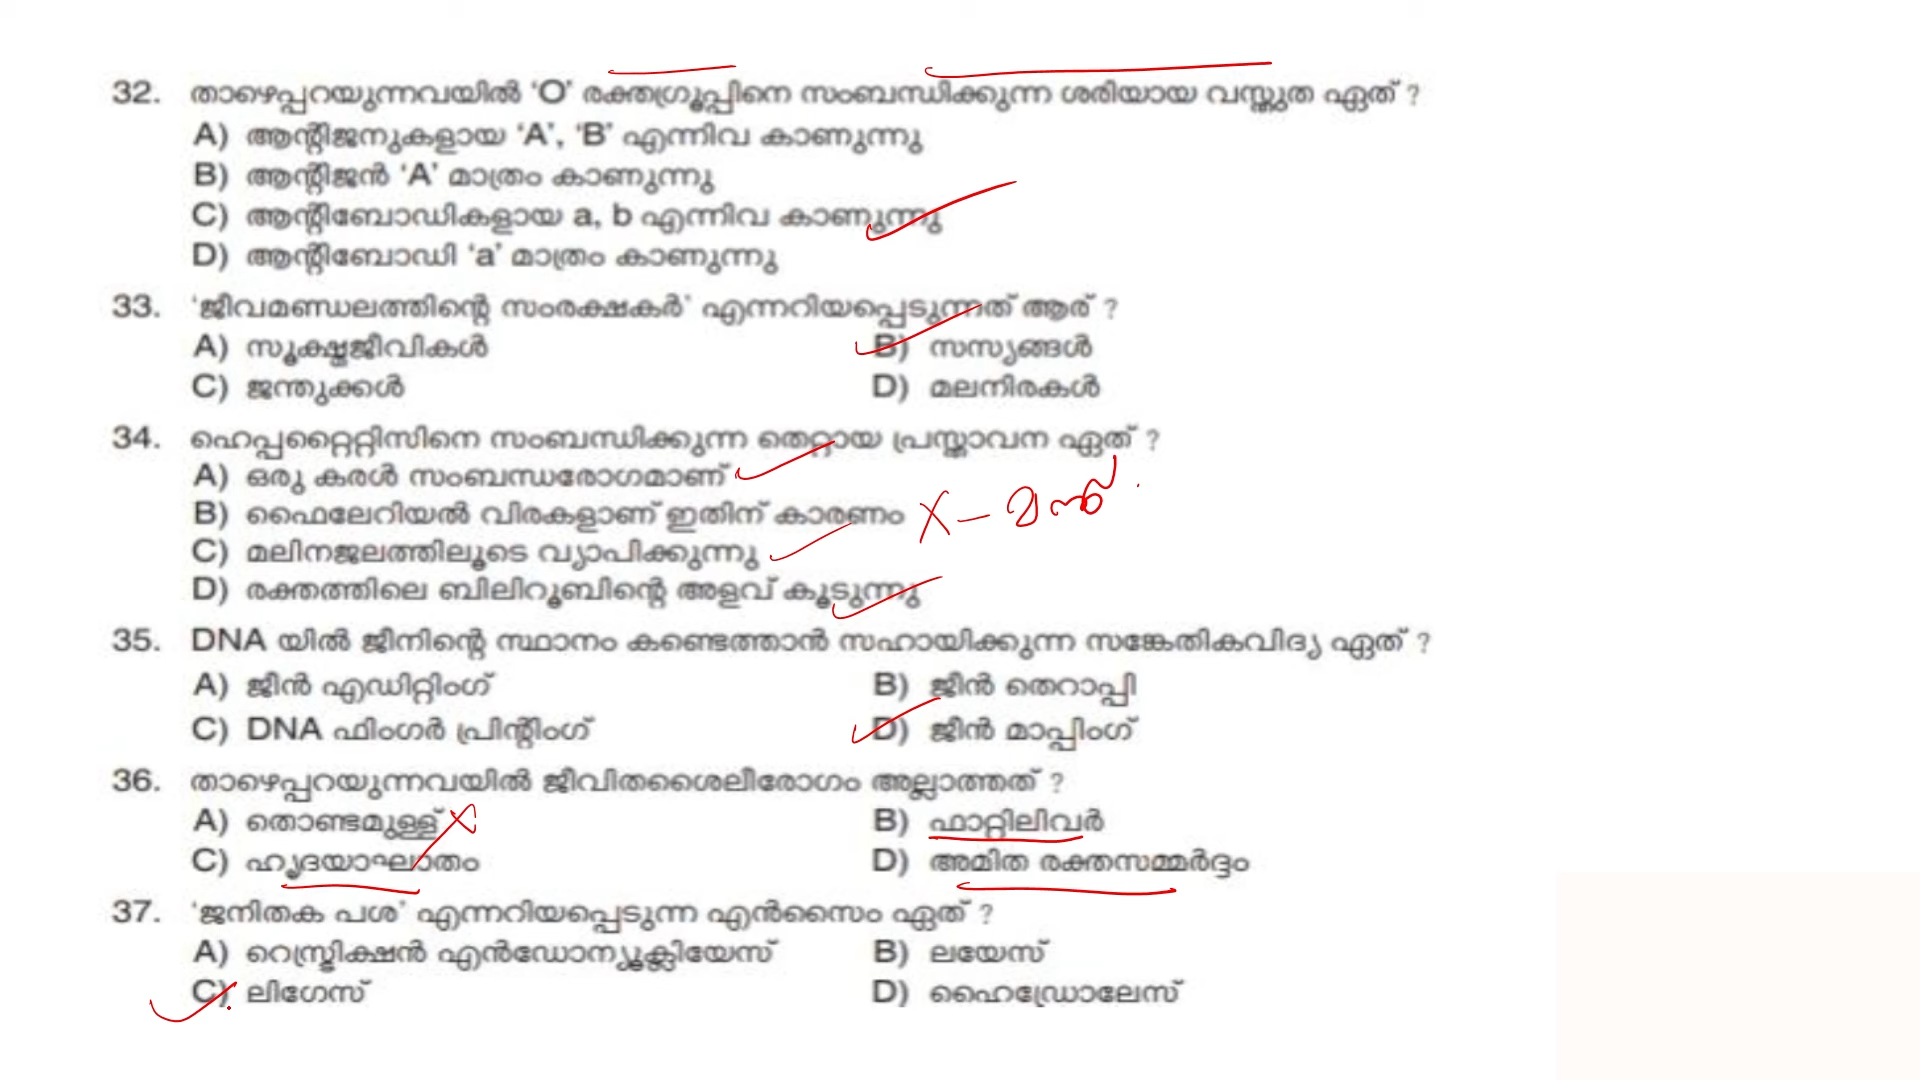 32. താഴെപ്പറയുന്നവയിൽ ‘O’ രക്തഗ്രൂപ്പിനെ സംബന്ധിക്കുന്ന ശരിയായ വസ്തുത ഏത് ?
A) ആന്റിജനുകളായ ‘A’, ‘B’ എന്നിവ കാണുന്നു
B) ആന്റിജൻ ‘A’ മാത്രം കാണുന്നു
C) ആന്റിബോഡികളായ a, b എന്നിവ കാണുന്നു
D) ആന്റിബോഡി ‘a’ മാത്രം കാണുന്നു
33. ‘ജീവമണ്ഡലത്തിന്റെ സംരക്ഷകർ’ എന്നറിയപ്പെടുന്നത് ആര് ?
A) സൂക്ഷ്മജീവികൾ B) സസ്യങ്ങൾ
C) ജന്തുക്കൾ D) മലനിരകൾ
34. ഹെപ്പറ്റൈറ്റിസിനെ സംബന്ധിക്കുന്ന തെറ്റായ പ്രസ്താവന ഏത് ?
A) ഒരു കരൾ സംബന്ധരോഗമാണ്
B) ഫൈലേറിയൽ വിരകളാണ് ഇതിന് കാരണം X –
C) മലിനജലത്തിലൂടെ വ്യാപിക്കുന്നു
D) രക്തത്തിലെ ബിലിറൂബിന്റെ അളവ് കൂടുന്നു
35. DNA യിൽ ജീനിന്റെ സ്ഥാനം കണ്ടെത്താൻ സഹായിക്കുന്ന സങ്കേതികവിദ്യ ഏത് ?
A) ജീൻ എഡിറ്റിംഗ് B) ജീൻ തെറാപ്പി
C) DNA ഫിംഗർ പ്രിന്റിംഗ് D) ജീൻ മാപ്പിംഗ്
36. താഴെപ്പറയുന്നവയിൽ ജീവിതശൈലീരോഗം അല്ലാത്തത് ?
A) തൊണ്ടമുള്ള് X B) ഫാറ്റിലിവർ
C) ഹൃദയാഘാതം D) അമിത രക്തസമ്മർദ്ദം
37. ‘ജനിതക പശ’ എന്നറിയപ്പെടുന്ന എൻസൈം ഏത് ?
A) റെസ്ട്രിക്ഷൻ എൻഡോന്യൂക്ലിയേസ് B) ലയേസ്
C) ലിഗേസ് D) ഹൈഡ്രോലേസ്